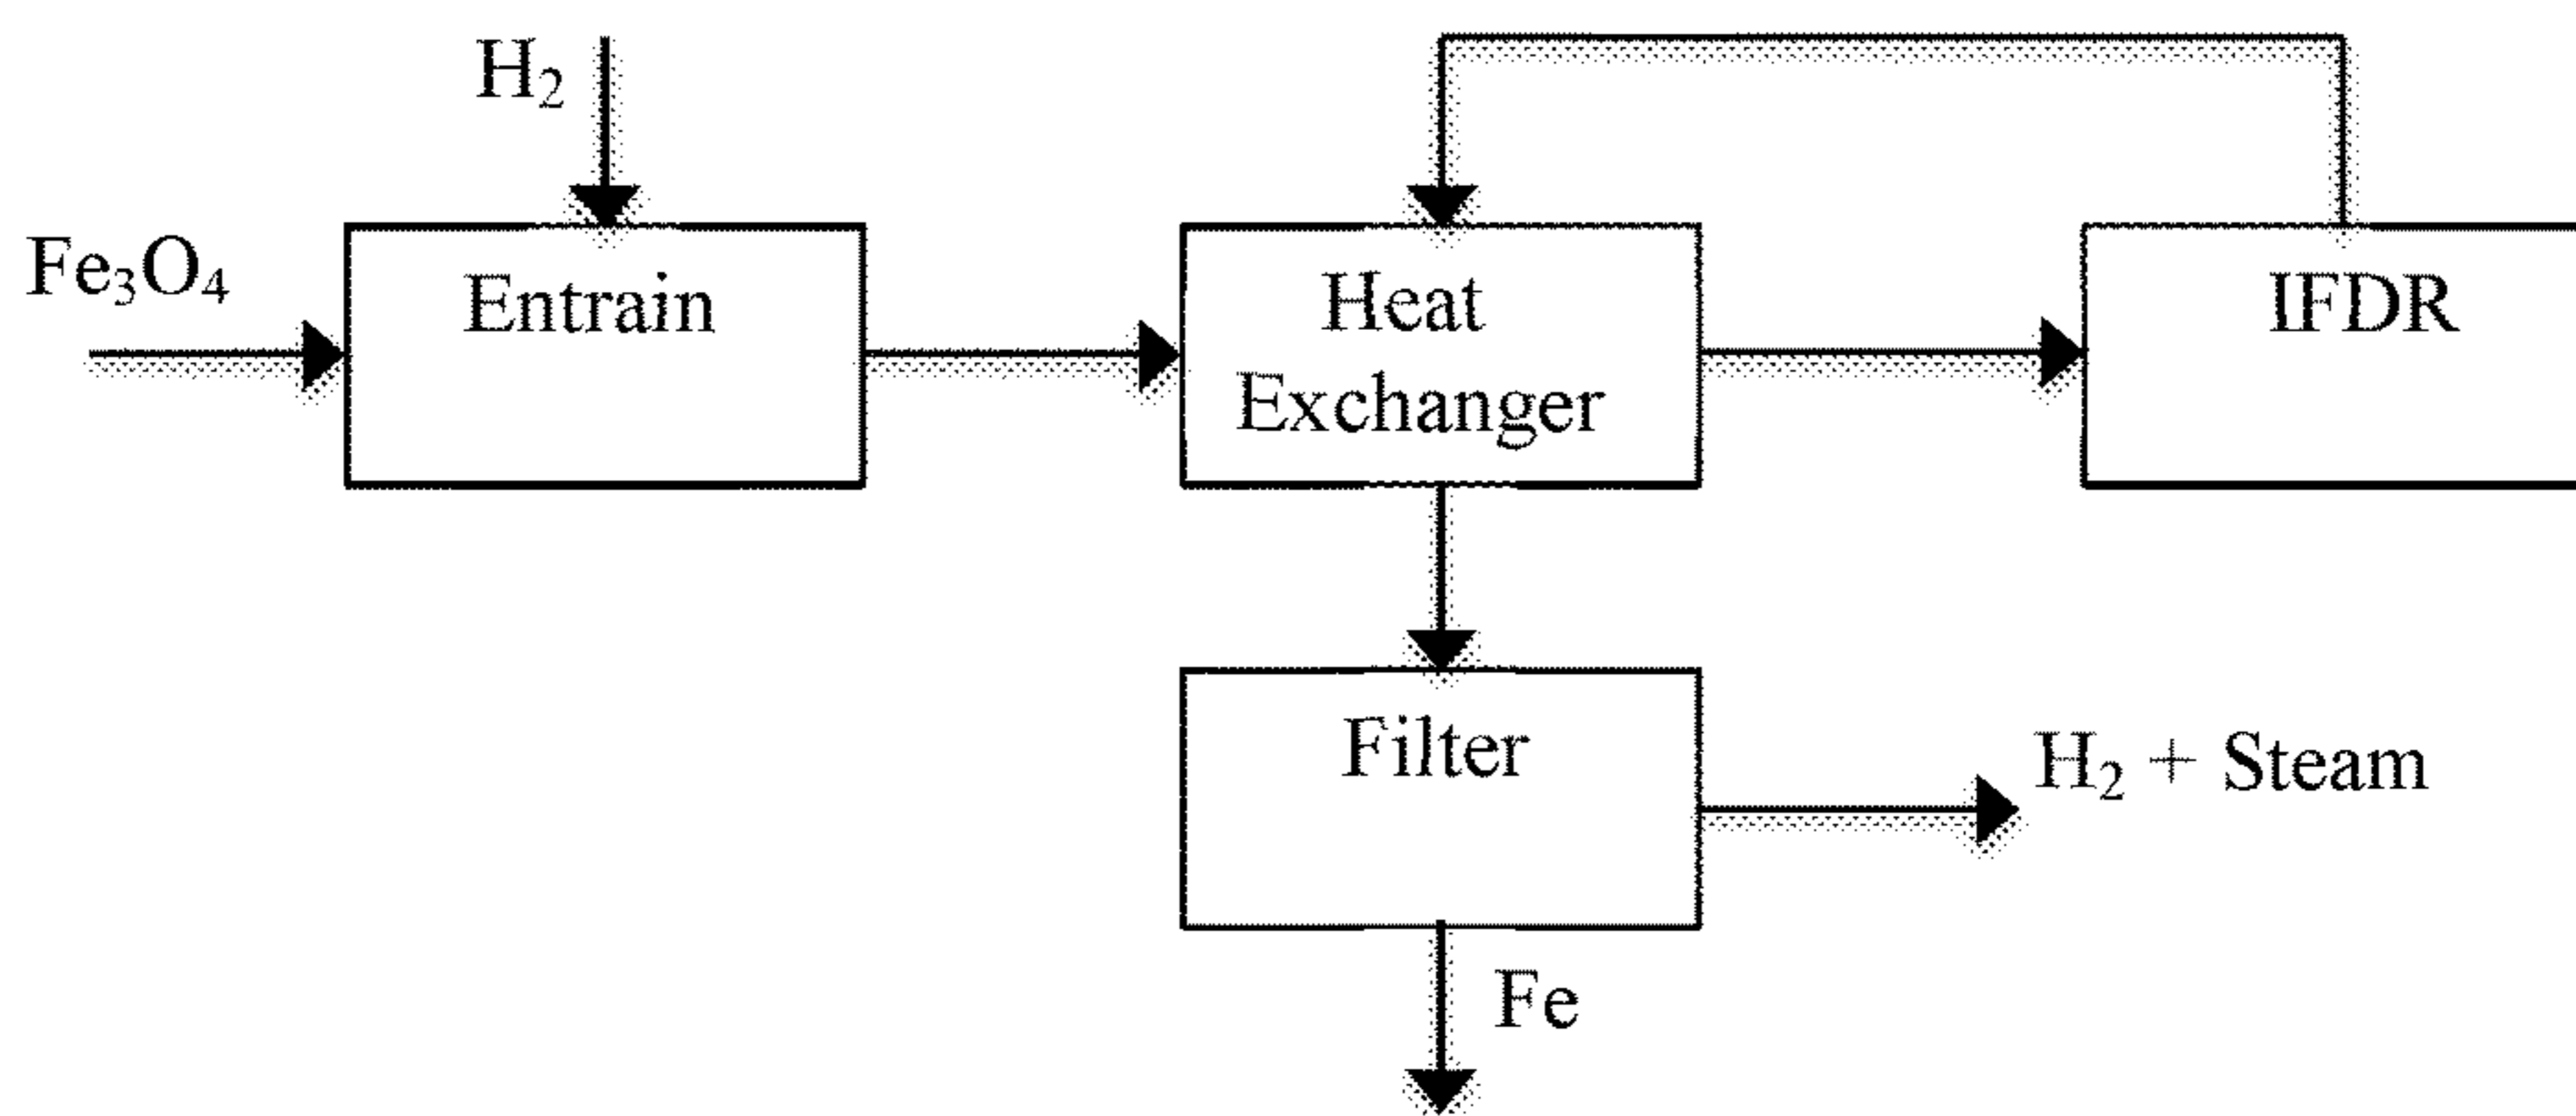 H₂
Fe₃O₄
Entrain
Heat
Exchanger
IFDR
Filter
H₂ + Steam
Fe